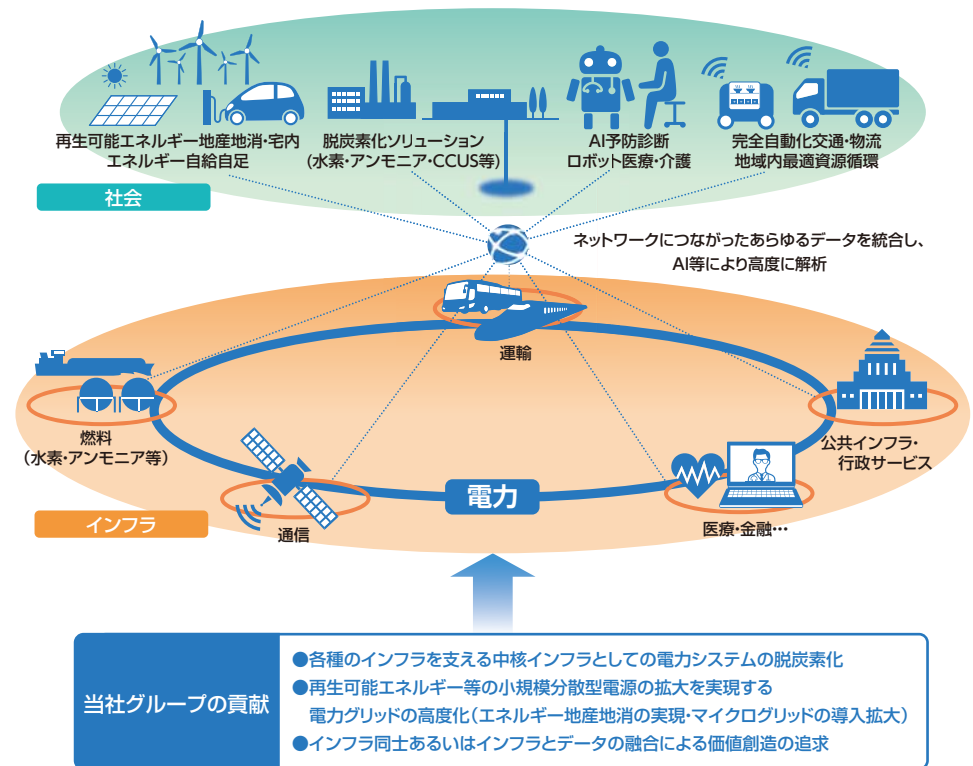 再生可能エネルギー地産地消・宅内
エネルギー自給自足
脱炭素化ソリューション
(水素・アンモニア・CCUS等)
AI予防診断
ロボット医療・介護
完全自動化交通・物流
地域内最適資源循環
社会
ネットワークにつながったあらゆるデータを統合し、
AI等により高度に解析
運輸
燃料
(水素・アンモニア等)
公共インフラ・
行政サービス
電力
インフラ
通信
医療・金融…
当社グループの貢献
●各種のインフラを支える中核インフラとしての電力システムの脱炭素化
●再生可能エネルギー等の小規模分散型電源の拡大を実現する
電力グリッドの高度化(エネルギー地産地消の実現・マイクログリッドの導入拡大)
●インフラ同士あるいはインフラとデータの融合による価値創造の追求